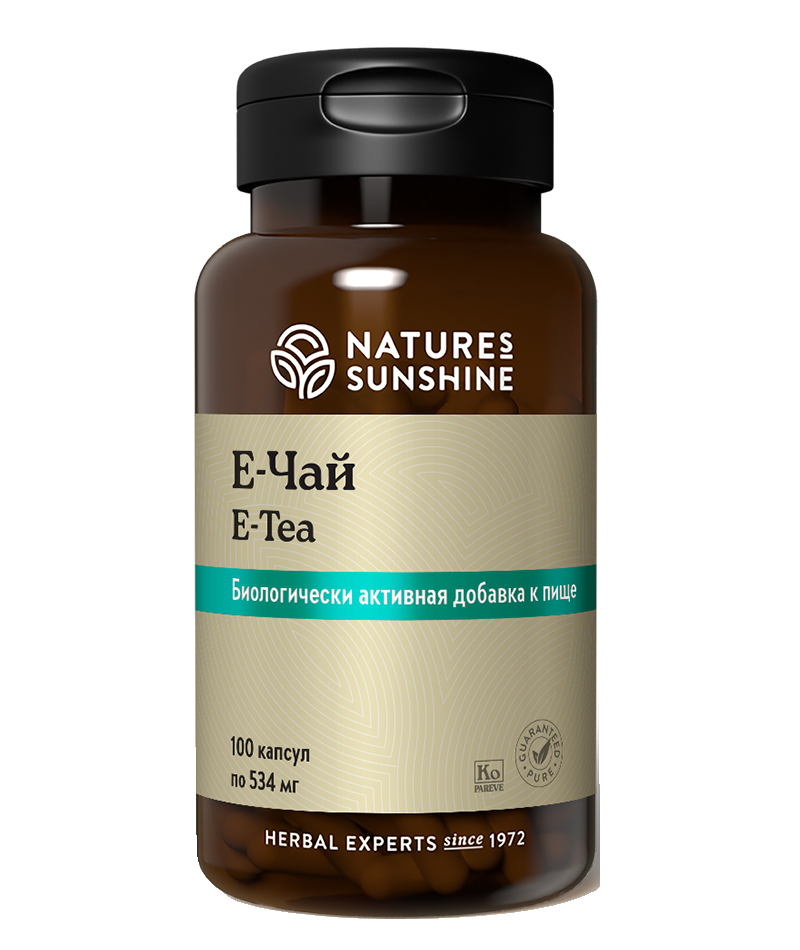 NATURES
SUNSHINE
Е-Чай
E-Tea
Биологически активная добавка к пище
100 капсул
по 534 мг
Ko
PAREVE
GUARANTEED
PURE
HERBAL EXPERTS since 1972